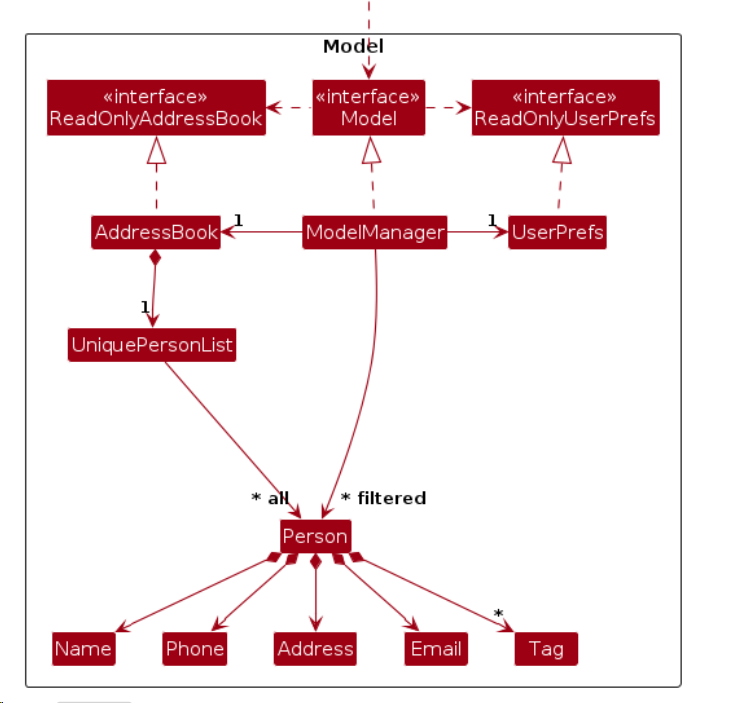 Model
«interface»
ReadOnlyAddressBook
«interface»
Model
«interface»
ReadOnlyUserPrefs
AddressBook
1
ModelManager
1
UserPrefs
1
UniquePersonList
* all
* filtered
Person
*
Name
Phone
Address
Email
Tag